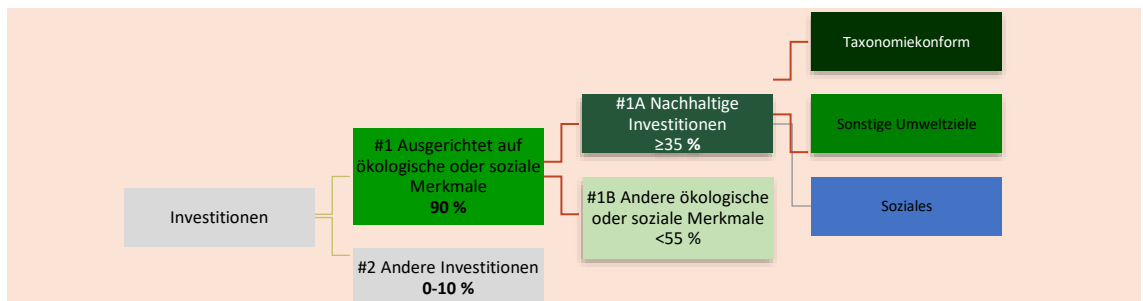 Taxonomiekonform
#1A Nachhaltige
Investitionen
≥35 %
Sonstige Umweltziele
#1 Ausgerichtet auf
ökologische oder soziale
Merkmale
90 %
#1B Andere ökologische
oder soziale Merkmale
<55 %
Soziales
Investitionen
#2 Andere Investitionen
0-10 %